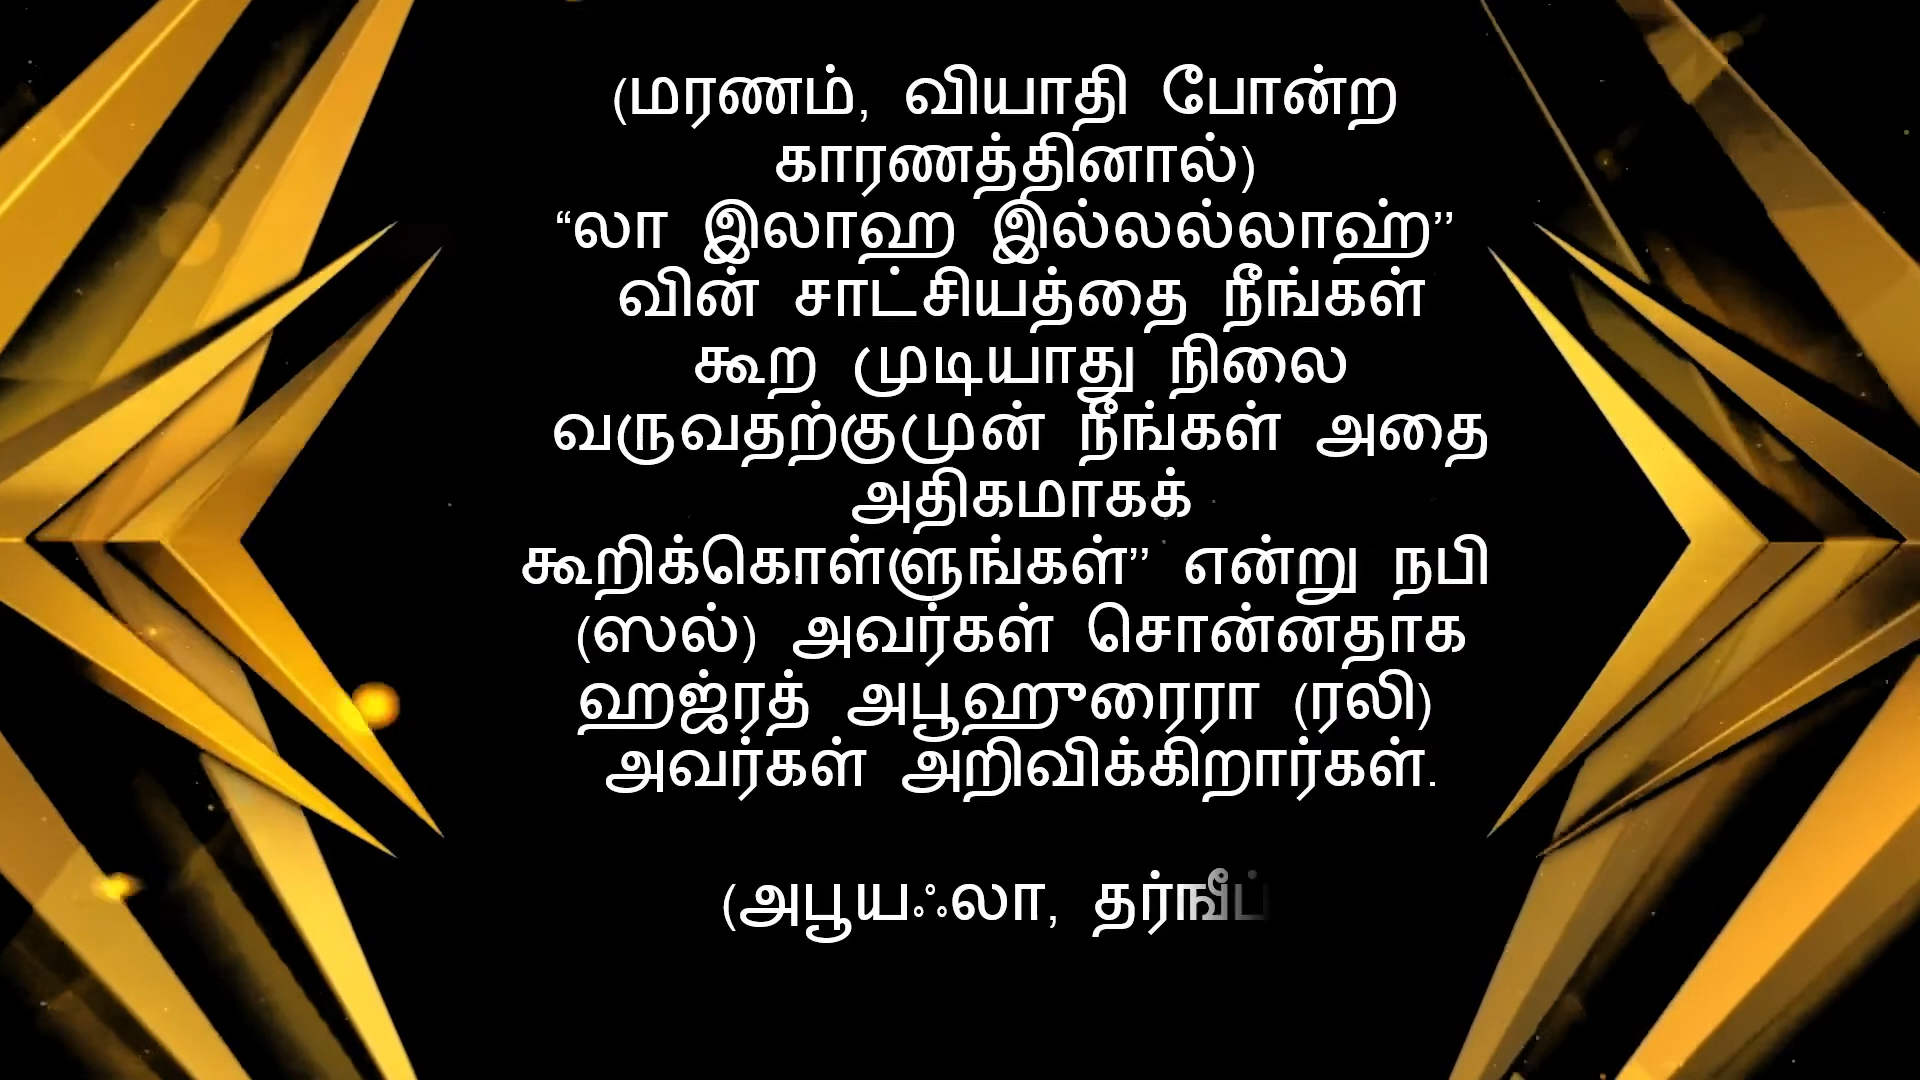 (மரணம், வியாதி போன்ற
காரணத்தினால்)
“லா இலாஹ இல்லல்லாஹ்’’
வின் சாட்சியத்தை நீங்கள்
கூற முடியாது நிலை
வருவதற்குமுன் நீங்கள் அதை
அதிகமாகக்
கூறிக்கொள்ளுங்கள்’’ என்று நபி
(ஸல்) அவர்கள் சொன்னதாக
ஹஜ்ரத் அபூஹுரைரா (ரலி)
அவர்கள் அறிவிக்கிறார்கள்.
(அபூயஃலா,